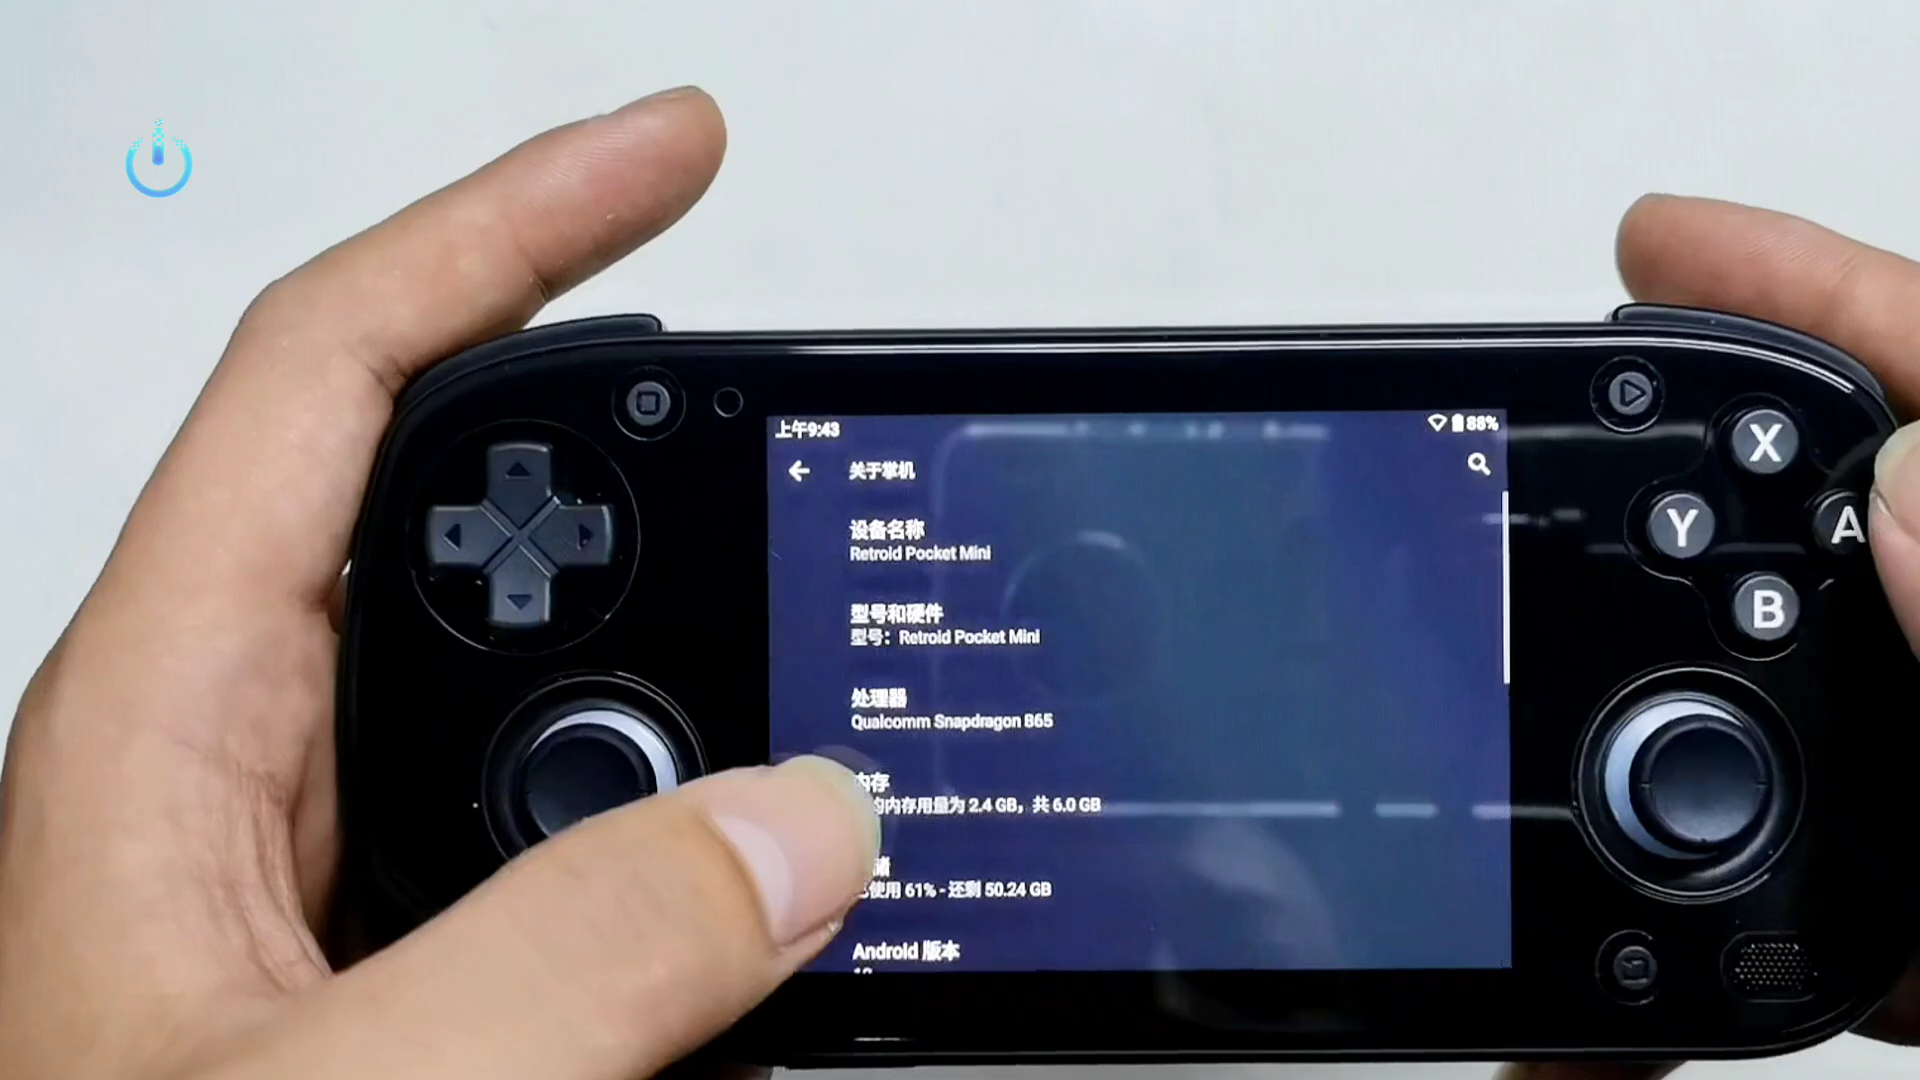 上午9:43
88%
关于掌机
设备名称
Retroid Pocket Mini
型号和硬件
型号：Retroid Pocket Mini
处理器
Qualcomm Snapdragon 865
内存
的内存用量为 2.4 GB，共 6.0 GB
储
使用 61% - 还剩 50.24 GB
Android 版本
X
Y
A
B